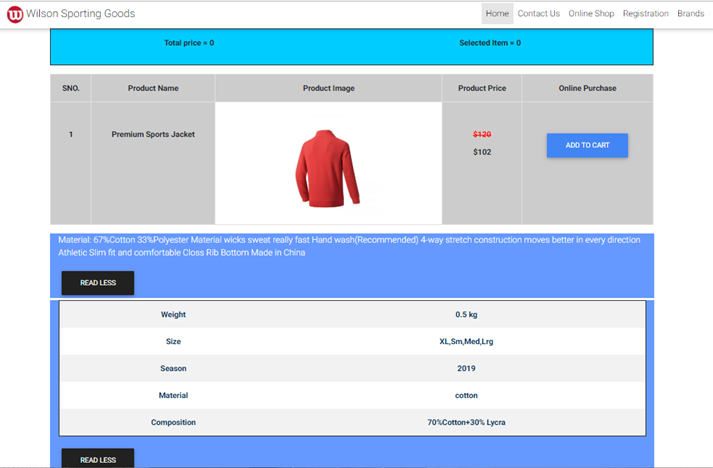 Wilson Sporting Goods Home Contact Us Online Shop Registration Brands
Total price = 0 Selected Item = 0
SNO. Product Name Product Image Product Price Online Purchase
1 Premium Sports Jacket $120 ADD TO CART
$102
Material: 67%Cotton 33%Polyester Material wicks sweat really fast Hand wash(Recommended) 4-way stretch construction moves better in every direction
Athletic Slim fit and comfortable Closs Rib Bottom Made in China
READ LESS
Weight 0.5 kg
Size XL,Sm,Med,Lrg
Season 2019
Material cotton
Composition 70%Cotton+30% Lycra
READ LESS